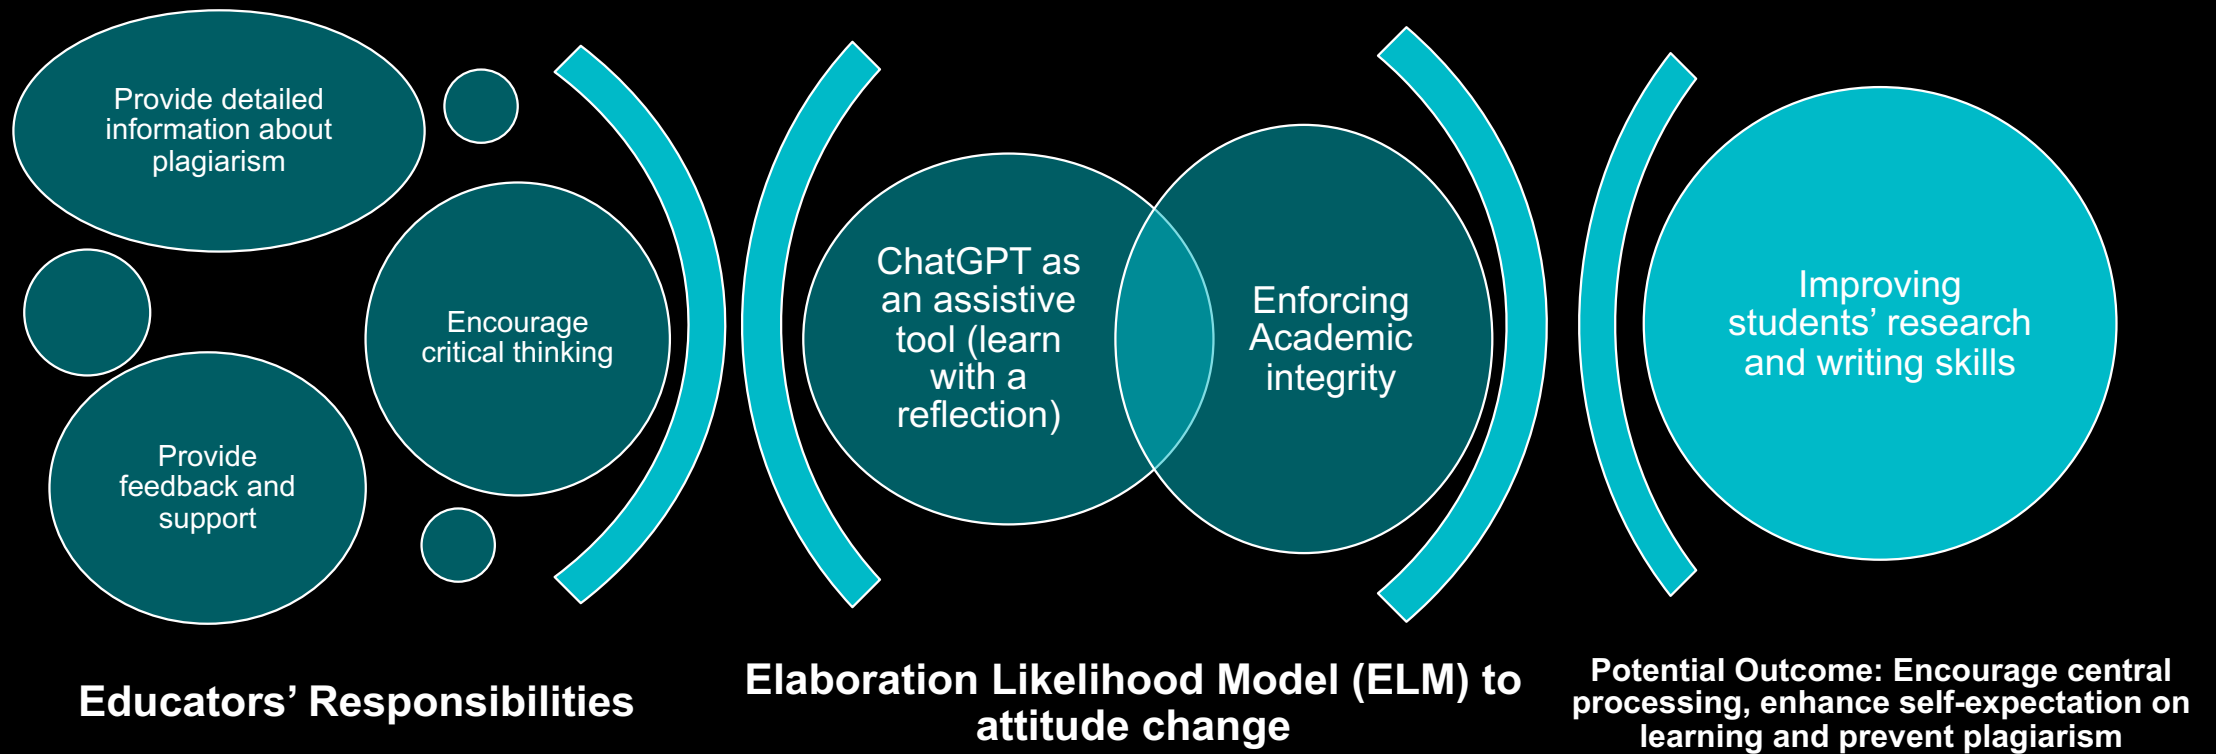 Provide detailed
information about
plagiarism
Encourage
critical thinking
Provide
feedback and
support
Educators’ Responsibilities
ChatGPT as
an assistive
tool (learn
with a
reflection)
Enforcing
Academic
integrity
Elaboration Likelihood Model (ELM) to
attitude change
Improving
students’ research
and writing skills
Potential Outcome: Encourage central
processing, enhance self-expectation on
learning and prevent plagiarism